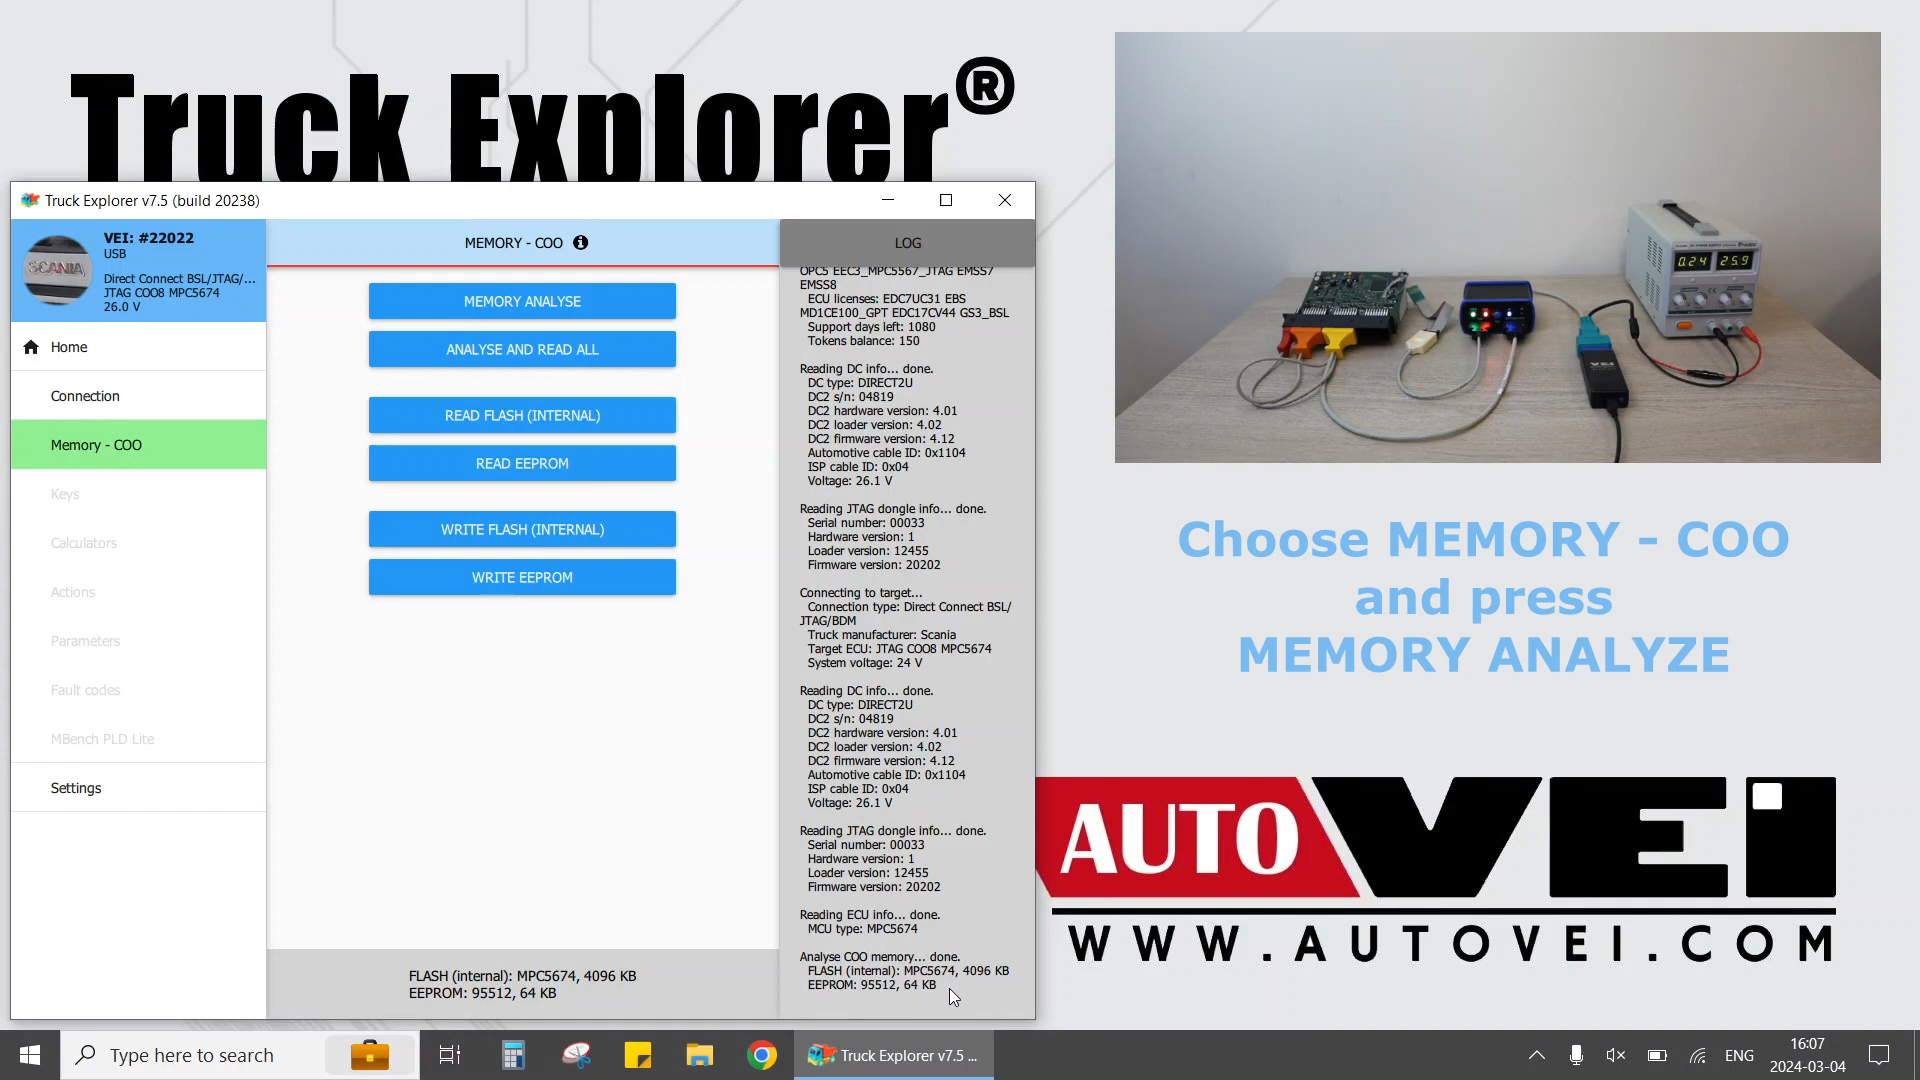 Truck Explorer®
Truck Explorer v7.5 (build 20238)
VEI: #22022
USB
Direct Connect BSL/JTAG/...
JTAG COO8 MPC5674
26.0 V
SCANIA
Home
Connection
Memory - COO
Keys
Calculators
Actions
Parameters
Fault codes
MBench PLD Lite
Settings
MEMORY - COO
MEMORY ANALYSE
ANALYSE AND READ ALL
READ FLASH (INTERNAL)
READ EEPROM
WRITE FLASH (INTERNAL)
WRITE EEPROM
FLASH (internal): MPC5674, 4096 KB
EEPROM: 95512, 64 KB
LOG
OPC5 EEC3_MPC5567_JTAG EMSS7
EMSS8
ECU licenses: EDC7UC31 EBS
MD1CE100_GPT EDC17CV44 GS3_BSL
Support days left: 1080
Tokens balance: 150
Reading DC info... done.
DC type: DIRECT2U
DC2 s/n: 04819
DC2 hardware version: 4.01
DC2 loader version: 4.02
DC2 firmware version: 4.12
Automotive cable ID: 0x1104
ISP cable ID: 0x04
Voltage: 26.1 V
Reading JTAG dongle info... done.
Serial number: 00033
Hardware version: 1
Loader version: 12455
Firmware version: 20202
Connecting to target...
Connection type: Direct Connect BSL/
JTAG/BDM
Truck manufacturer: Scania
Target ECU: JTAG COO8 MPC5674
System voltage: 24 V
Reading DC info... done.
DC type: DIRECT2U
DC2 s/n: 04819
DC2 hardware version: 4.01
DC2 loader version: 4.02
DC2 firmware version: 4.12
Automotive cable ID: 0x1104
ISP cable ID: 0x04
Voltage: 26.1 V
Reading JTAG dongle info... done.
Serial number: 00033
Hardware version: 1
Loader version: 12455
Firmware version: 20202
Reading ECU info... done.
MCU type: MPC5674
Analyse COO memory... done.
FLASH (internal): MPC5674, 4096 KB
EEPROM: 95512, 64 KB
0.24 25.9
VEI
Choose MEMORY - COO
and press
MEMORY ANALYZE
AUTO VEI
WWW.AUTOVEI.COM
Type here to search
Truck Explorer v7.5 ...
ENG
16:07
2024-03-04